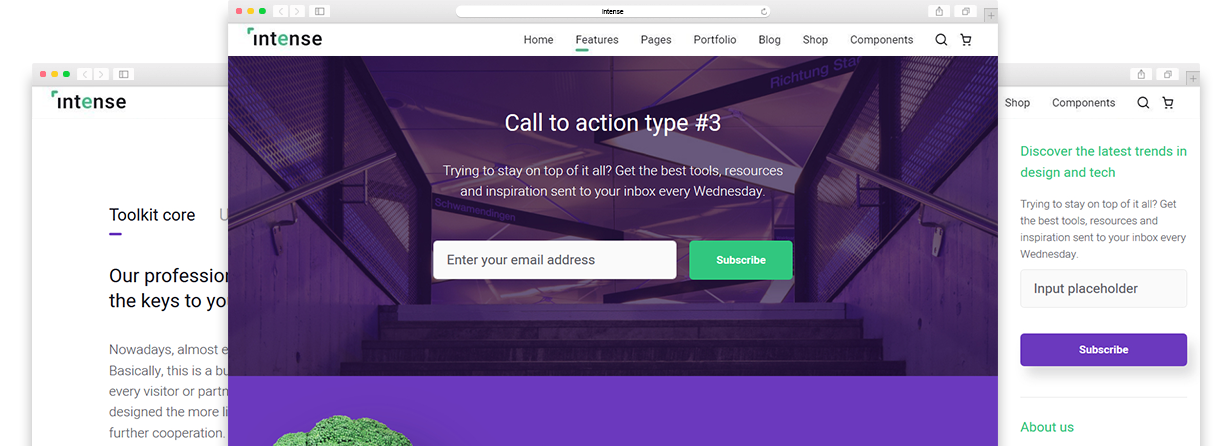 intense
intense
Home Features Pages Portfolio Blog Shop Components
Richtung Sta
Call to action type #3
Trying to stay on top of it all? Get the best tools, resources
and inspiration sent to your inbox every Wednesday.
Schwamendingen
Enter your email address
Subscribe
intense
Toolkit core
Our profession
the keys to yo
Nowadays, almost e
Basically, this is a bu
every visitor or partn
designed the more li
further cooperation.
Shop Components
Discover the latest trends in
design and tech
Trying to stay on top of it all? Get
the best tools, resources and
inspiration sent to your inbox every
Wednesday.
Input placeholder
Subscribe
About us